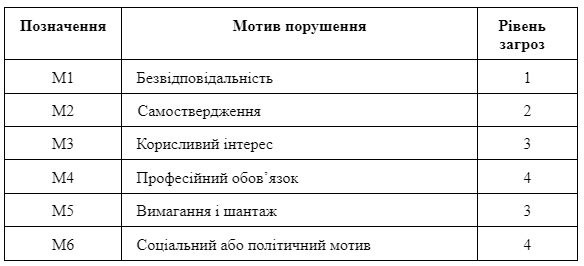 Позначення Мотив порушення Рівень
загроз
М1 Безвідповідальність 1
М2 Самоствердження 2
М3 Корисливий інтерес 3
М4 Професійний обов’язок 4
М5 Вимагання і шантаж 3
М6 Соціальний або політичний мотив 4